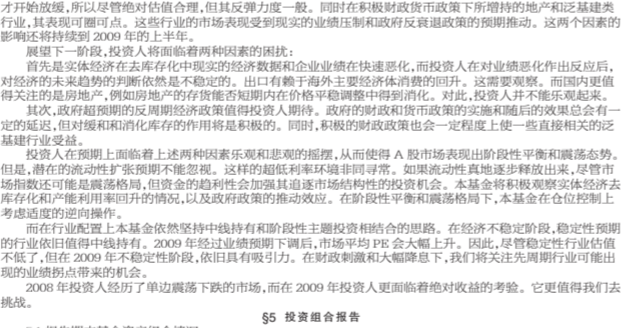 才开始放缓,所以尽管绝对估值合理,但其反弹力度一般。同时在积极财政货币政策下所增持的地产和泛基建类
行业,其表现可圈可点。这些行业的市场表现受到现实的业绩压制和政府反衰退政策的预期推动。这两个因素的
影响还将持续到 2009 年的上半年。
展望下一阶段,投资人将面临着两种因素的困扰:
首先是实体经济在去库存化中现实的经济数据和企业业绩在快速恶化,而投资人在对业绩恶化作出反应后,
对经济的未来趋势的判断依然是不稳定的。出口有赖于海外主要经济体消费的回升。这需要观察。而国内更值
得关注的是房地产,例如房地产的存货能否短期内在价格平稳调整中得到消化。对此,投资人并不能乐观起来。
其次,政府超预期的反周期经济政策值得投资人期待。政府的财政和货币政策的实施和随后的效果总会有一
定的延迟,但对缓和和消化库存的作用将是积极的。同时,积极的财政政策也会一定程度上使一些直接相关的泛
基建行业受益。
投资人在预期上面临着上述两种因素乐观和悲观的摇摆,从而使得 A 股市场表现出阶段性平衡和震荡态势。
但是,潜在的流动性扩张预期不能忽视。这样的超低利率环境非同寻常。如果流动性真地逐步释放出来,尽管市
场指数还可能是震荡格局,但资金的趋利性会加强其追逐市场结构性的投资机会。本基金将积极观察实体经济去
库存化和产能利用率回升的情况,以及政府政策的推动效应。在阶段性平衡和震荡格局下,本基金在仓位控制上
考虑适度的逆向操作。
而在行业配置上本基金依然坚持中线持有和阶段性主题投资相结合的思路。在经济不稳定阶段,稳定性预期
的行业依旧值得中线持有。2009 年经过业绩预期下调后,市场平均 PE 会大幅上升。因此,尽管稳定性行业估值
不低了,但在 2009 年不稳定性阶段,依旧具有吸引力。在财政刺激和大幅降息下,我们将关注先周期行业可能出
现的业绩拐点带来的机会。
2008 年投资人经历了单边震荡下跌的市场,而在 2009 年投资人更面临着绝对收益的考验。它更值得我们去
挑战。
§5 投资组合报告